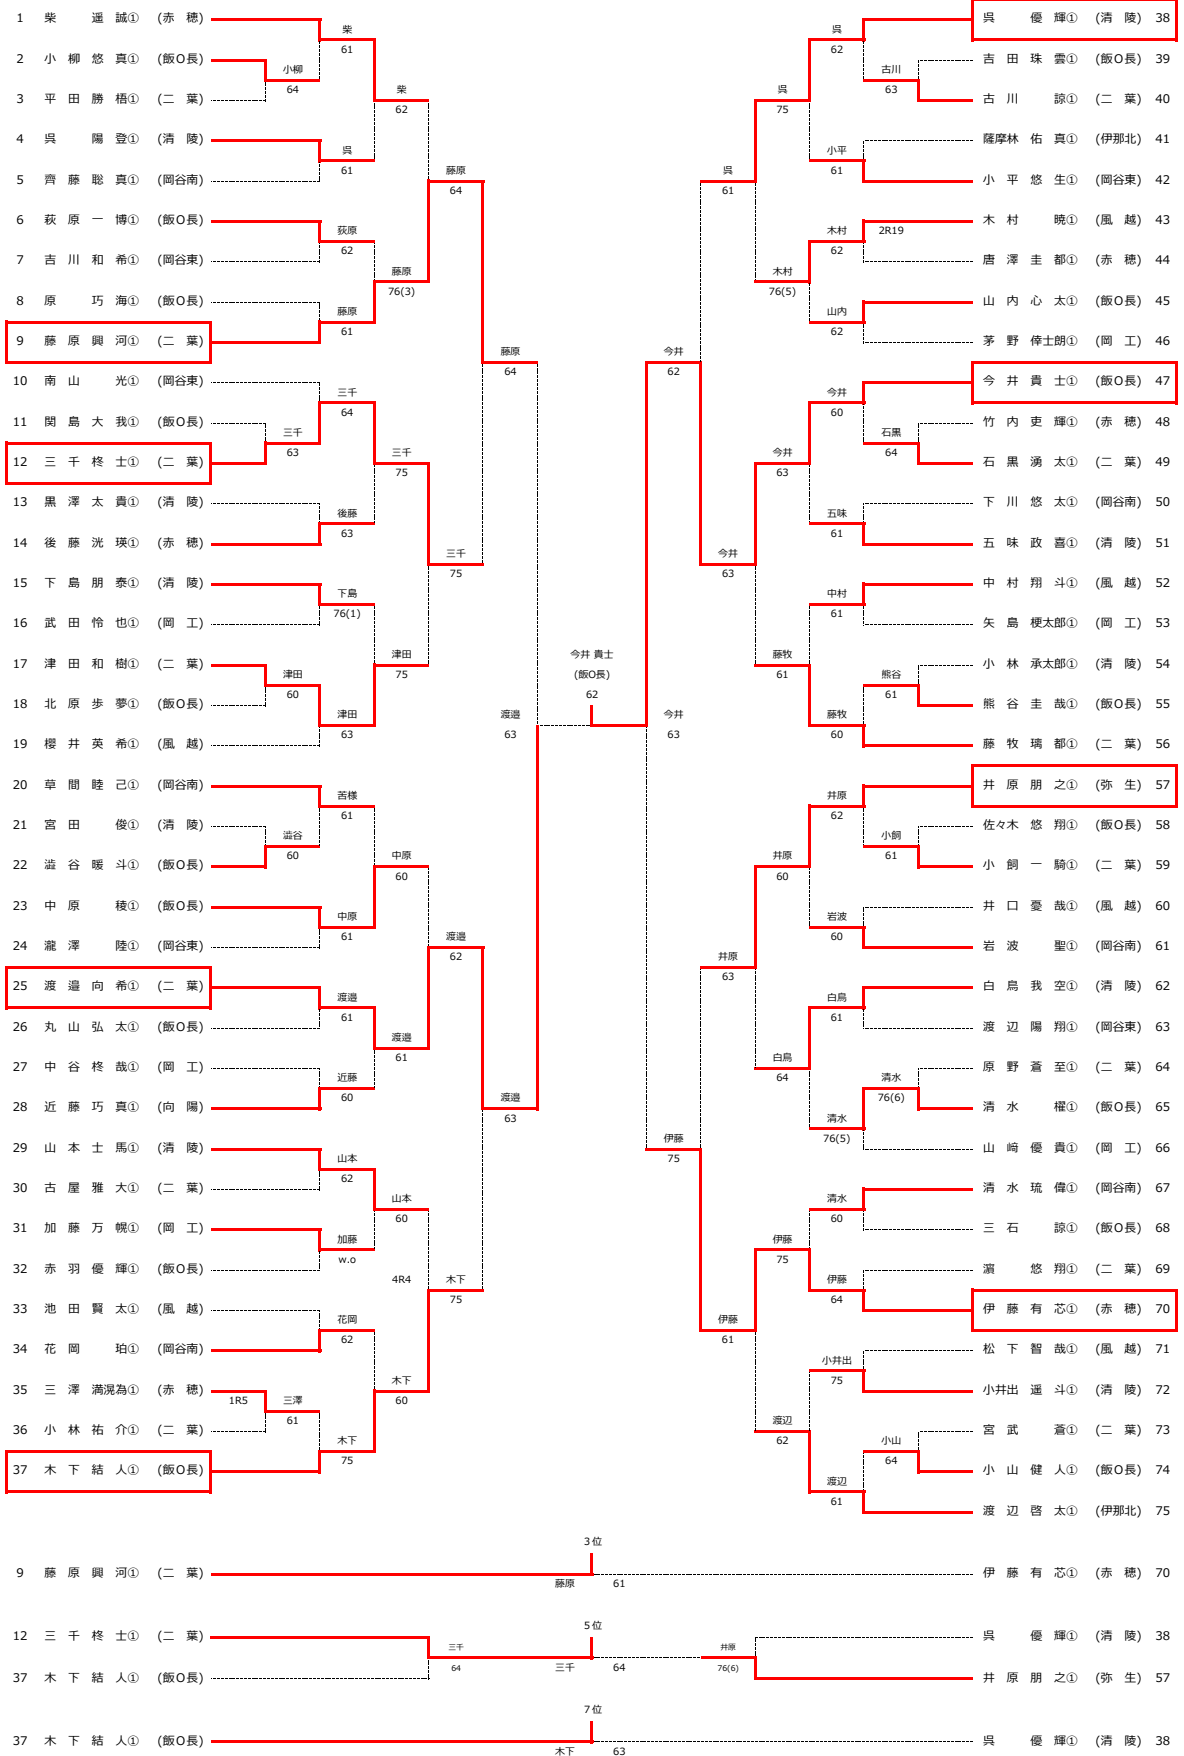 1 柴 遥 誠① (赤 穂)
2 小 柳 悠 真① (飯O長)
3 平 田 勝 梧① (二 葉)
4 呉 陽 登① (清 陵)
5 齊 藤 聡 真① (岡谷南)
6 萩 原 一 博① (飯O長)
7 吉 川 和 希① (岡谷東)
8 原 巧 海① (飯O長)
9 藤 原 興 河① (二 葉)
10 南 山 光① (岡谷東)
11 関 島 大 我① (飯O長)
12 三 千 柊 士① (二 葉)
13 黒 澤 太 貴① (清 陵)
14 後 藤 洸 瑛① (赤 穂)
15 下 島 朋 泰① (清 陵)
16 武 田 怜 也① (岡 工)
17 津 田 和 樹① (二 葉)
18 北 原 歩 夢① (飯O長)
19 櫻 井 英 希① (風 越)
20 草 間 睦 己① (岡谷南)
21 宮 田 俊① (清 陵)
22 澁 谷 暖 斗① (飯O長)
23 中 原 稜① (飯O長)
24 瀧 澤 陸① (岡谷東)
25 渡 邉 向 希① (二 葉)
26 丸 山 弘 太① (飯O長)
27 中 谷 柊 哉① (岡 工)
28 近 藤 巧 真① (向 陽)
29 山 本 士 馬① (清 陵)
30 古 屋 雅 大① (二 葉)
31 加 藤 万 幌① (岡 工)
32 赤 羽 優 輝① (飯O長)
33 池 田 賢 太① (風 越)
34 花 岡 珀① (岡谷南)
35 三 澤 満滉為① (赤 穂)
36 小 林 祐 介① (二 葉)
37 木 下 結 人① (飯O長)
小柳
64
三千
63
津田
60
澁谷
60
1R5
三澤
61
柴
61
呉
61
荻原
62
藤原
61
三千
64
後藤
63
下島
76(1)
津田
63
苫様
61
中原
61
渡邉
61
近藤
60
山本
62
加藤
w.o
花岡
62
木下
75
柴
62
藤原
76(3)
三千
75
津田
75
中原
60
渡邉
61
山本
60
木下
60
藤原
64
三千
75
渡邉
62
4R4
木下
75
藤原
64
渡邉
63
渡邉
63
今井 貴士
(飯O長)
62
今井
63
今井
62
伊藤
75
呉
61
今井
63
井原
63
伊藤
61
呉
75
木村
76(5)
今井
63
藤牧
61
井原
60
白鳥
64
伊藤
75
渡辺
62
呉
62
小平
61
木村
62
山内
62
今井
60
五味
61
中村
61
藤牧
60
井原
62
岩波
60
白鳥
61
清水
76(5)
清水
60
伊藤
64
小井出
75
渡辺
61
古川
63
2R19
石黒
64
熊谷
61
小飼
61
清水
76(6)
小山
64
呉 優 輝① (清 陵) 38
吉 田 珠 雲① (飯O長) 39
古 川 諒① (二 葉) 40
薩摩林 佑 真① (伊那北) 41
小 平 悠 生① (岡谷東) 42
木 村 暁① (風 越) 43
唐 澤 圭 都① (赤 穂) 44
山 内 心 太① (飯O長) 45
茅 野 倖士朗① (岡 工) 46
今 井 貴 士① (飯O長) 47
竹 内 吏 輝① (赤 穂) 48
石 黒 湧 太① (二 葉) 49
下 川 悠 太① (岡谷南) 50
五 味 政 喜① (清 陵) 51
中 村 翔 斗① (風 越) 52
矢 島 梗太郎① (岡 工) 53
小 林 承太郎① (清 陵) 54
熊 谷 圭 哉① (飯O長) 55
藤 牧 璃 都① (二 葉) 56
井 原 朋 之① (弥 生) 57
佐々木 悠 翔① (飯O長) 58
小 飼 一 騎① (二 葉) 59
井 口 憂 哉① (風 越) 60
岩 波 聖① (岡谷南) 61
白 鳥 我 空① (清 陵) 62
渡 辺 陽 翔① (岡谷東) 63
原 野 蒼 至① (二 葉) 64
清 水 櫂① (飯O長) 65
山 﨑 優 貴① (岡 工) 66
清 水 琉 偉① (岡谷南) 67
三 石 諒① (飯O長) 68
濵 悠 翔① (二 葉) 69
伊 藤 有 芯① (赤 穂) 70
松 下 智 哉① (風 越) 71
小井出 遥 斗① (清 陵) 72
宮 武 蒼① (二 葉) 73
小 山 健 人① (飯O長) 74
渡 辺 啓 太① (伊那北) 75
3 位
9 藤 原 興 河① (二 葉)
藤原 61
伊 藤 有 芯① (赤 穂) 70
5 位
12 三 千 柊 士① (二 葉)
37 木 下 結 人① (飯O長)
三千
64
三千 64
井原
76(6)
呉 優 輝① (清 陵) 38
井 原 朋 之① (弥 生) 57
7 位
37 木 下 結 人① (飯O長)
木下 63
呉 優 輝① (清 陵) 38